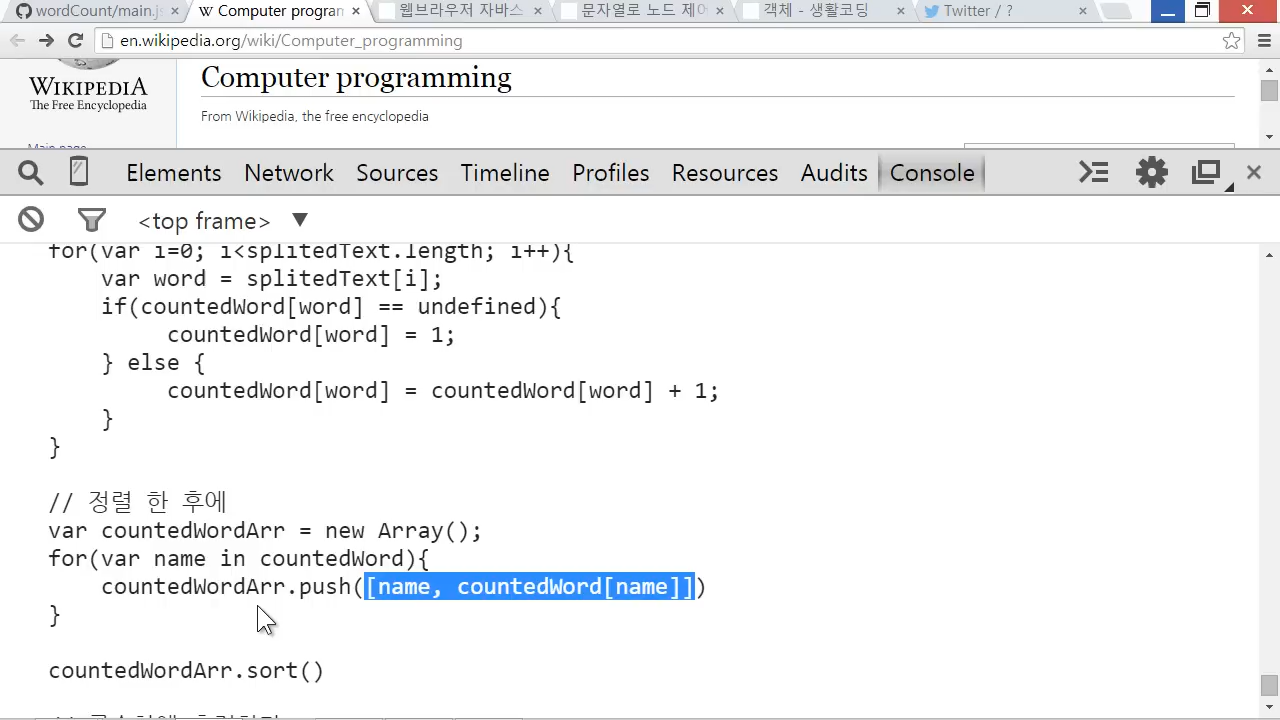 wordCount/main.js
Computer program
웹브라우저 자바스
문자열로 노드 제어
객체 - 생활코딩
Twitter / ?
en.wikipedia.org/wiki/Computer_programming
WIKIPEDIA
The Free Encyclopedia
Main page
Computer programming
From Wikipedia, the free encyclopedia
Elements Network Sources Timeline Profiles Resources Audits Console
<top frame>
for(var i=0; i<splitedText.length; i++){
var word = splitedText[i];
if(countedWord[word] == undefined){
countedWord[word] = 1;
} else {
countedWord[word] = countedWord[word] + 1;
}
}
// 정렬 한 후에
var countedWordArr = new Array();
for(var name in countedWord){
countedWordArr.push([name, countedWord[name]])
}
countedWordArr.sort()